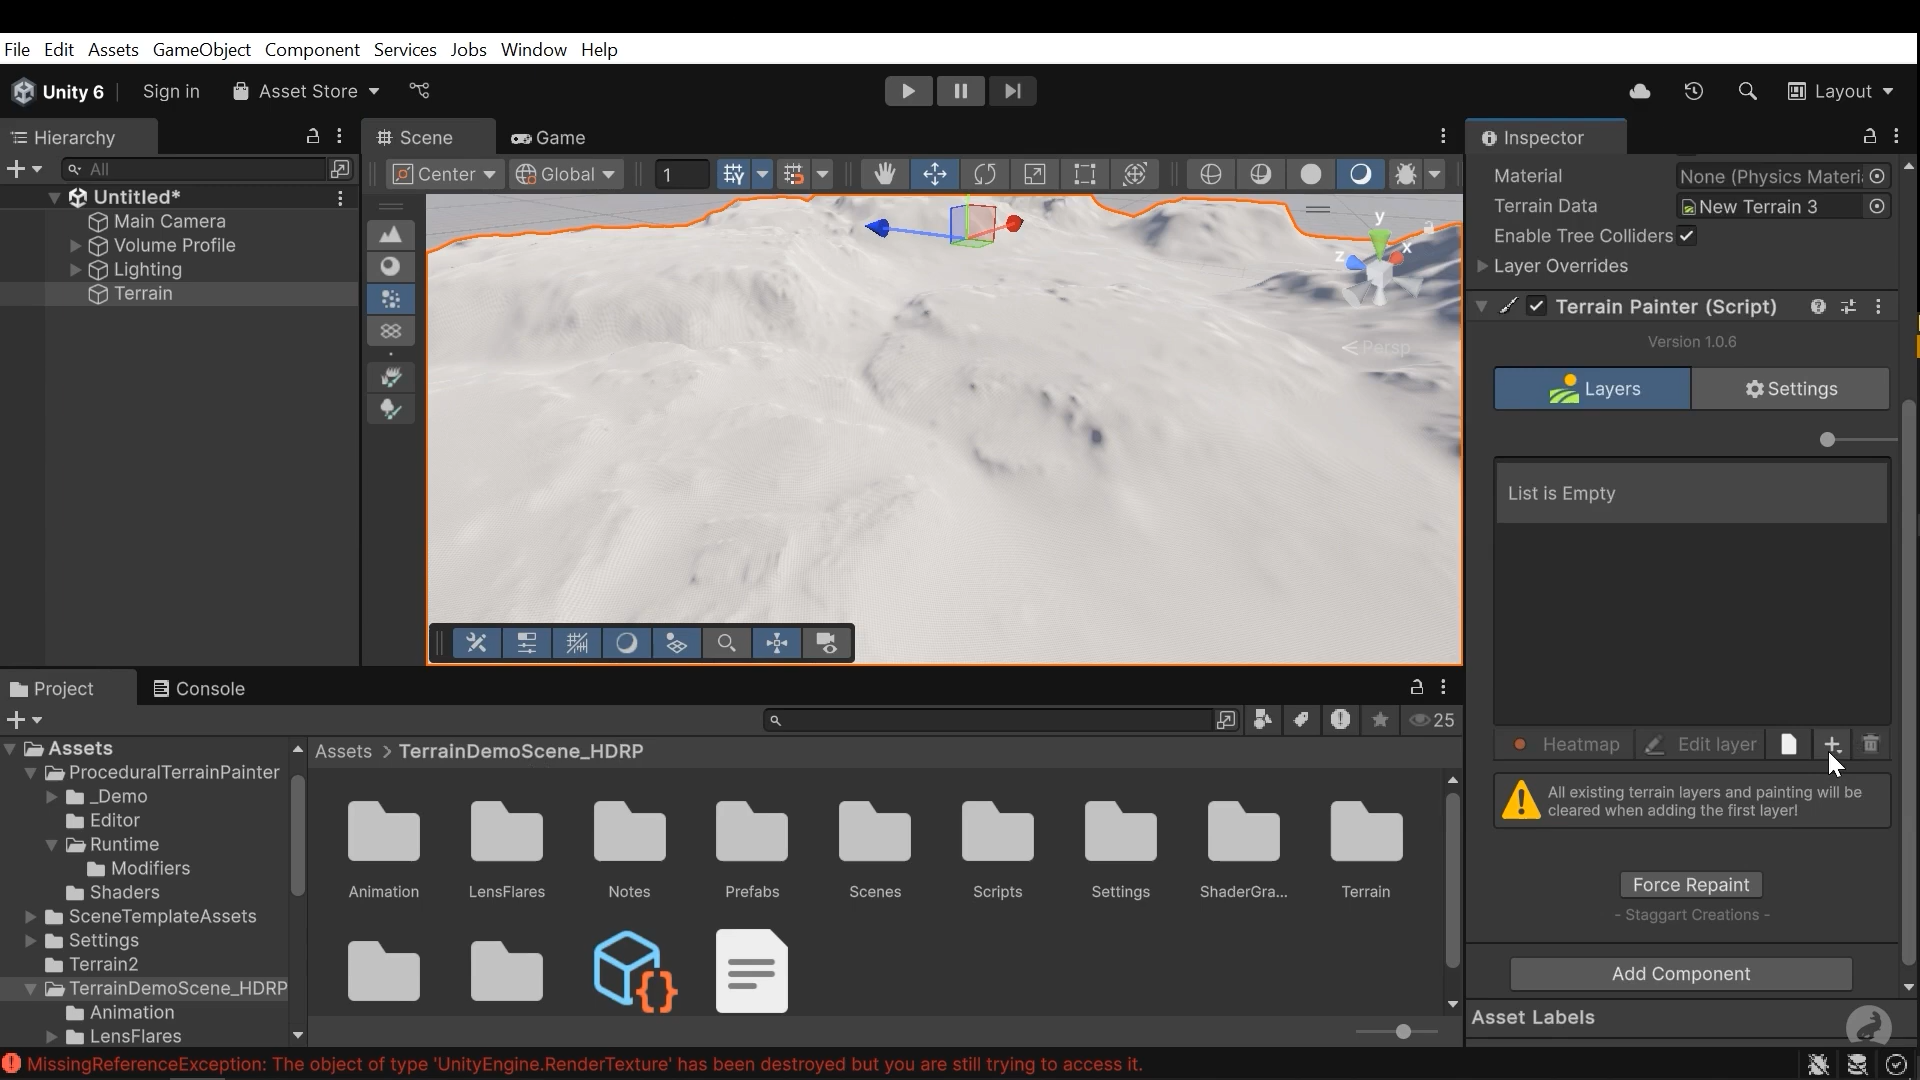 File Edit Assets GameObject Component Services Jobs Window Help
Unity 6 Sign in Asset Store Layout
Hierarchy
All
Untitled*
Main Camera
Volume Profile
Lighting
Terrain
Scene Game
Center Global 1
y
x
z
Persp
Inspector
Material None (Physics Materi
Terrain Data New Terrain 3
Enable Tree Colliders
Layer Overrides
Terrain Painter (Script)
Version 1.0.6
Layers Settings
List is Empty
Heatmap Edit layer
All existing terrain layers and painting will be
cleared when adding the first layer!
Force Repaint
- Staggart Creations -
Add Component
Asset Labels
Project Console
25
Assets
ProceduralTerrainPainter
_Demo
Editor
Runtime
Modifiers
Shaders
SceneTemplateAssets
Settings
Terrain2
TerrainDemoScene_HDRP
Animation
LensFlares
Assets > TerrainDemoScene_HDRP
Animation LensFlares Notes Prefabs Scenes Scripts Settings ShaderGra... Terrain
MissingReferenceException: The object of type 'UnityEngine.RenderTexture' has been destroyed but you are still trying to access it.